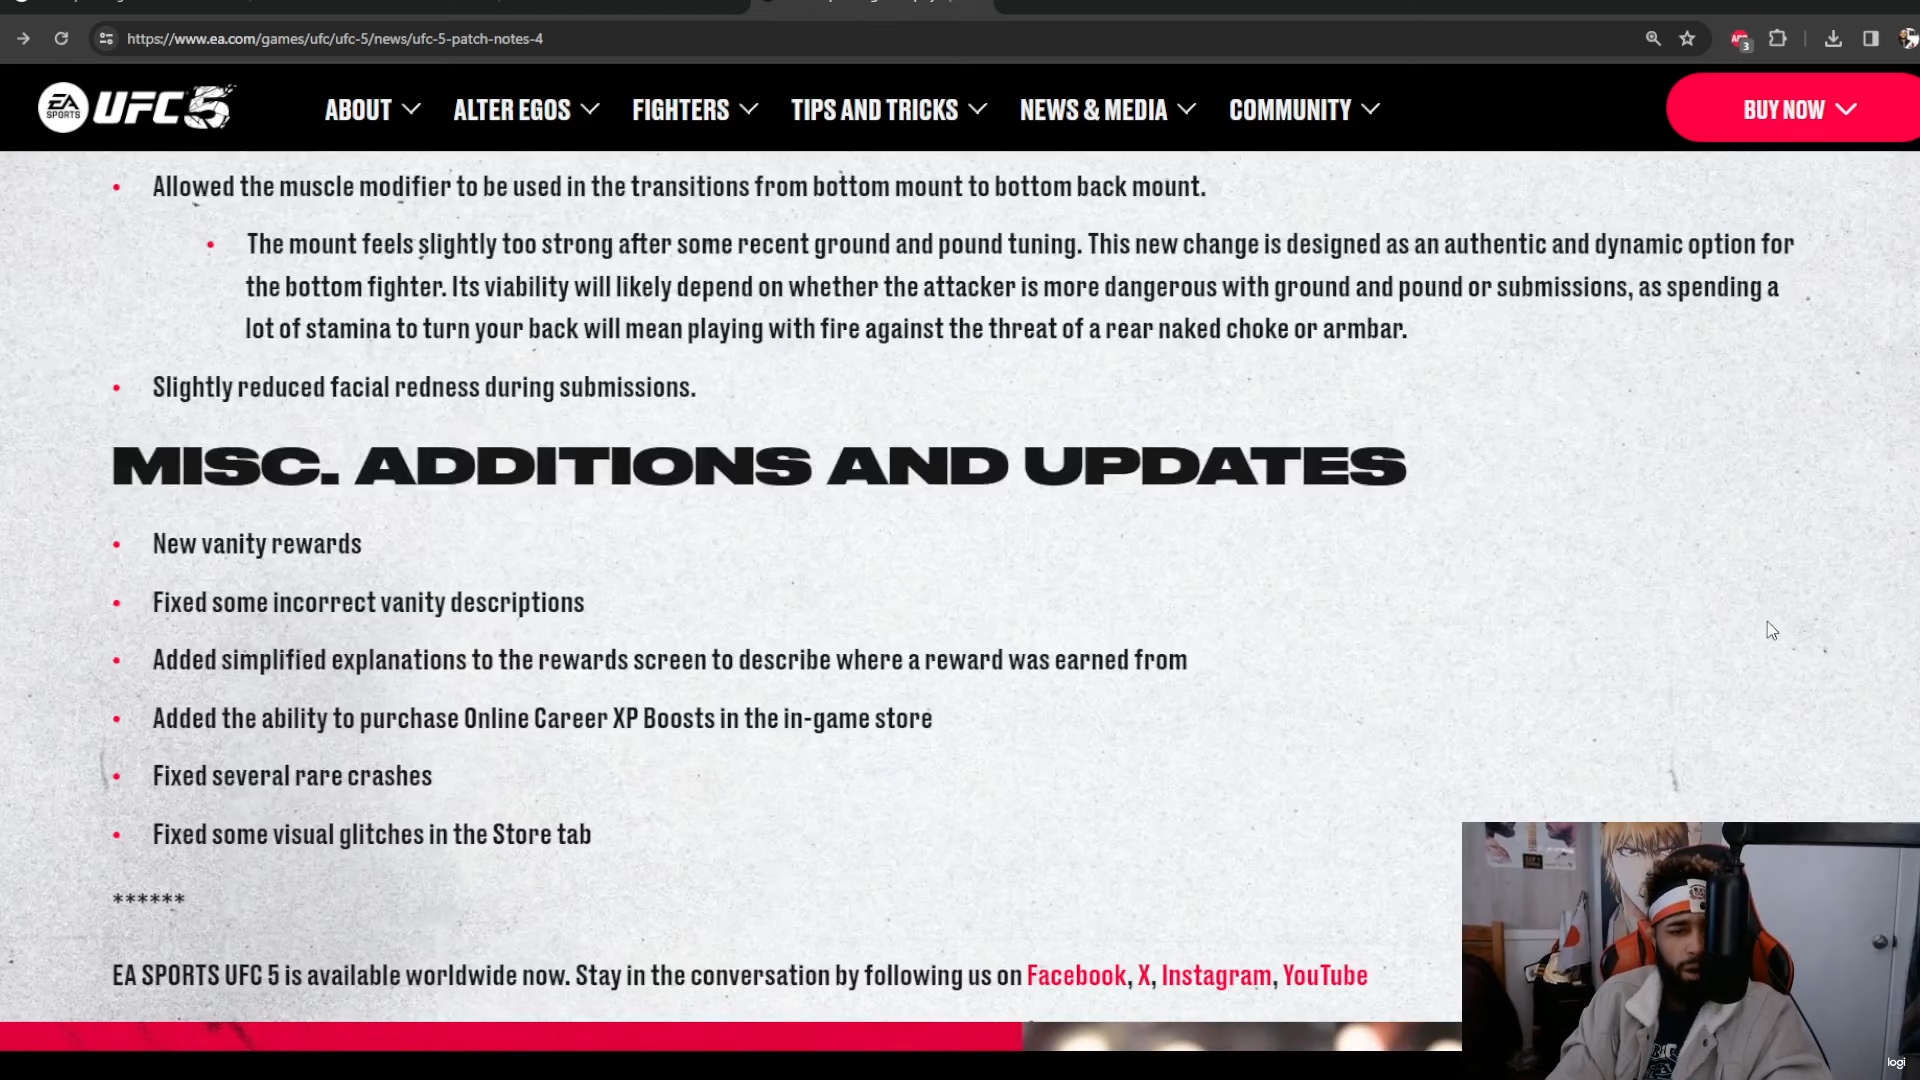 https://www.ea.com/games/ufc/ufc-5/news/ufc-5-patch-notes-4
3
EA SPORTS UFC 5
ABOUT
ALTER EGOS
FIGHTERS
TIPS AND TRICKS
NEWS & MEDIA
COMMUNITY
BUY NOW
• Allowed the muscle modifier to be used in the transitions from bottom mount to bottom back mount.
• The mount feels slightly too strong after some recent ground and pound tuning. This new change is designed as an authentic and dynamic option for
the bottom fighter. Its viability will likely depend on whether the attacker is more dangerous with ground and pound or submissions, as spending a
lot of stamina to turn your back will mean playing with fire against the threat of a rear naked choke or armbar.
• Slightly reduced facial redness during submissions.
MISC. ADDITIONS AND UPDATES
• New vanity rewards
• Fixed some incorrect vanity descriptions
• Added simplified explanations to the rewards screen to describe where a reward was earned from
• Added the ability to purchase Online Career XP Boosts in the in-game store
• Fixed several rare crashes
• Fixed some visual glitches in the Store tab
******
EA SPORTS UFC 5 is available worldwide now. Stay in the conversation by following us on Facebook, X, Instagram, YouTube
logi